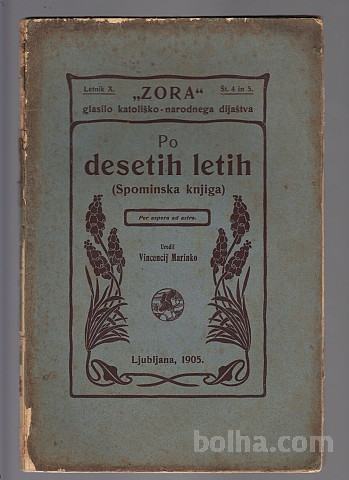 Letnik X. „ZORA“ Št. 4 in 5.
glasilo katoliško-narodnega dijaštva
Po
desetih letih
(Spominska knjiga)
Per aspera ad astra.
Uredil
Vincencij Marinko
Ljubljana, 1905.
bolha.com